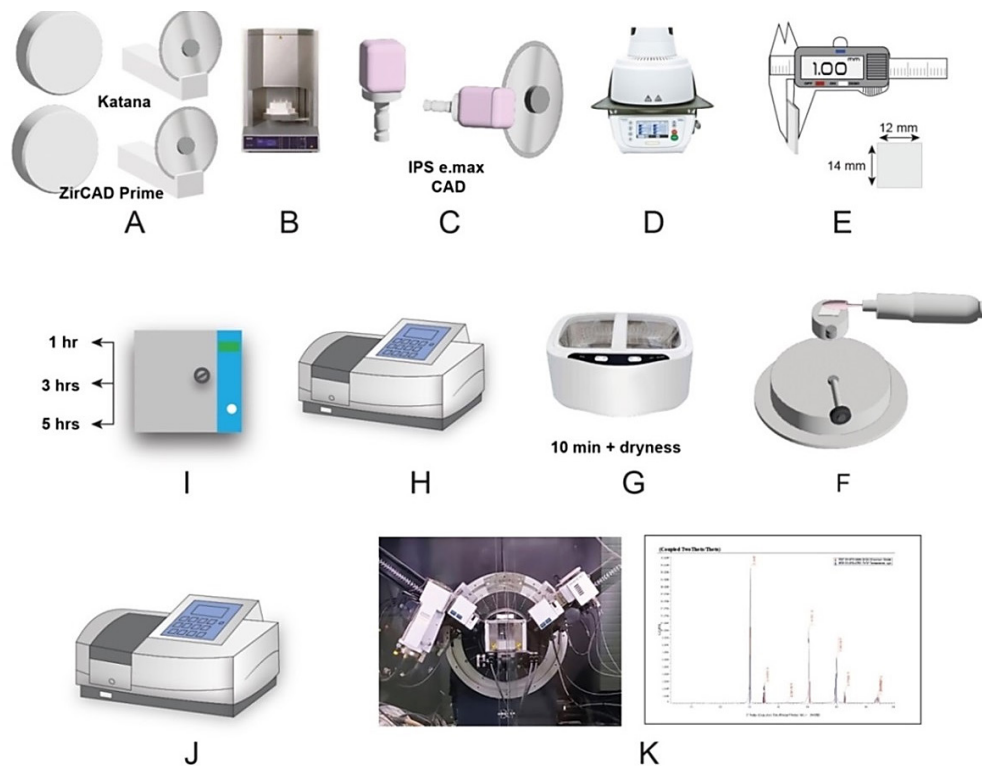 Katana
ZirCAD Prime
A
B
IPS e.max
CAD
C
D
1.00 mm
12 mm
14 mm
E
1 hr
3 hrs
5 hrs
I
H
10 min + dryness
G
F
J
(Coupled TwoTheta/Theta)
K